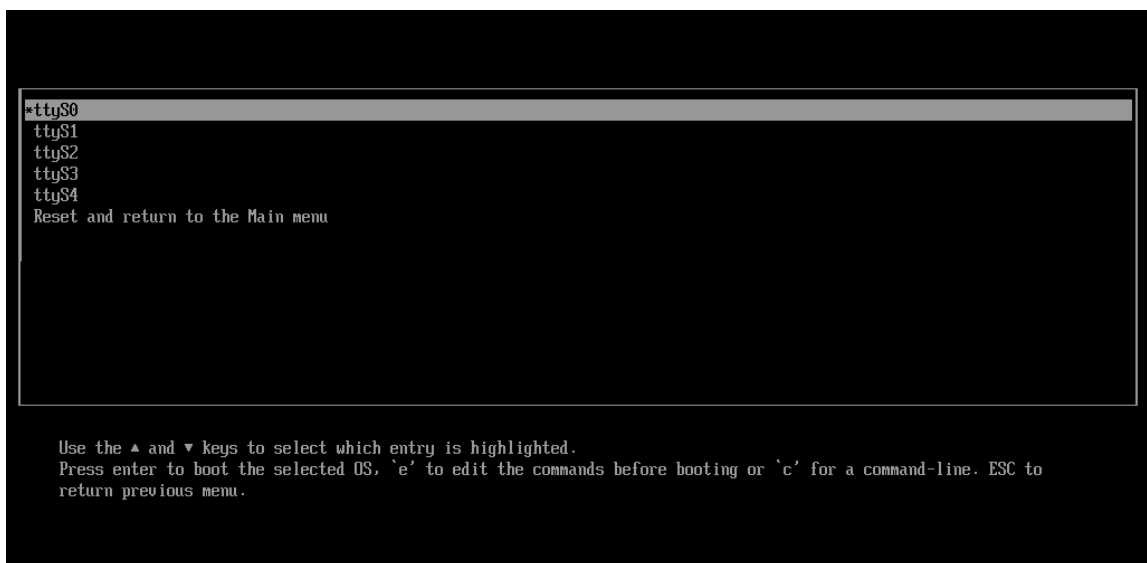 *ttyS0
ttyS1
ttyS2
ttyS3
ttyS4
Reset and return to the Main menu
Use the ▲ and ▼ keys to select which entry is highlighted.
Press enter to boot the selected OS, `e' to edit the commands before booting or `c' for a command-line. ESC to
return previous menu.